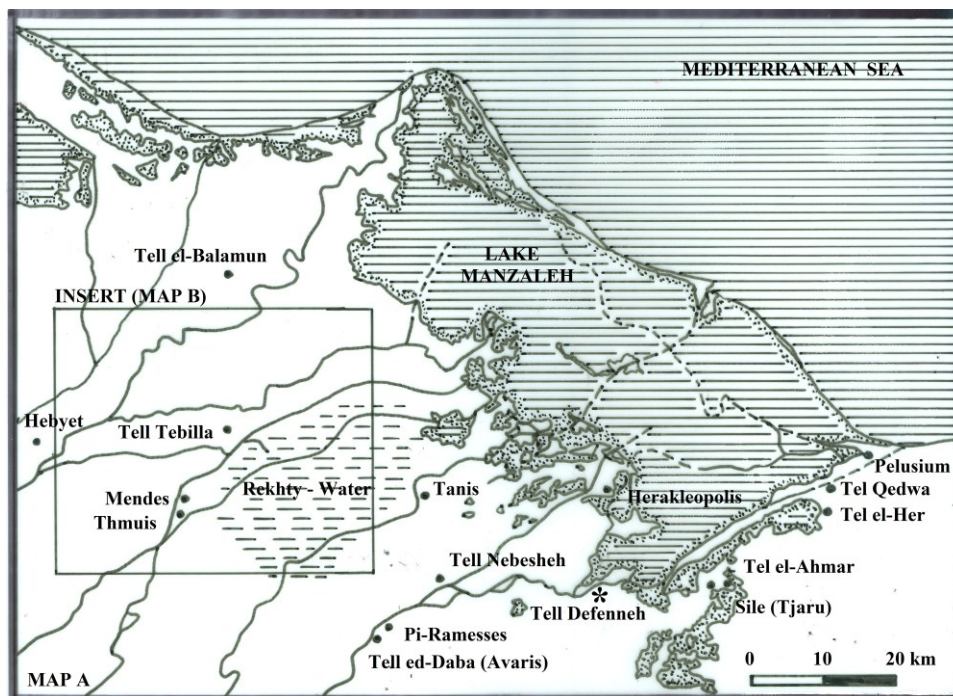 MEDITERRANEAN SEA
Tell el-Balamun
LAKE
MANZALEH
INSERT (MAP B)
Hebyet
Tell Tebilla
Pelusium
Mendes
Rekhty - Water
Tanis
Herakleopolis
Tel Qedwa
Thmuis
Tel el-Her
Tell Nebesheh
Tel el-Ahmar
*
Tell Defenneh
Sile (Tjaru)
Pi-Ramesses
Tell ed-Daba (Avaris)
0 10 20 km
MAP A